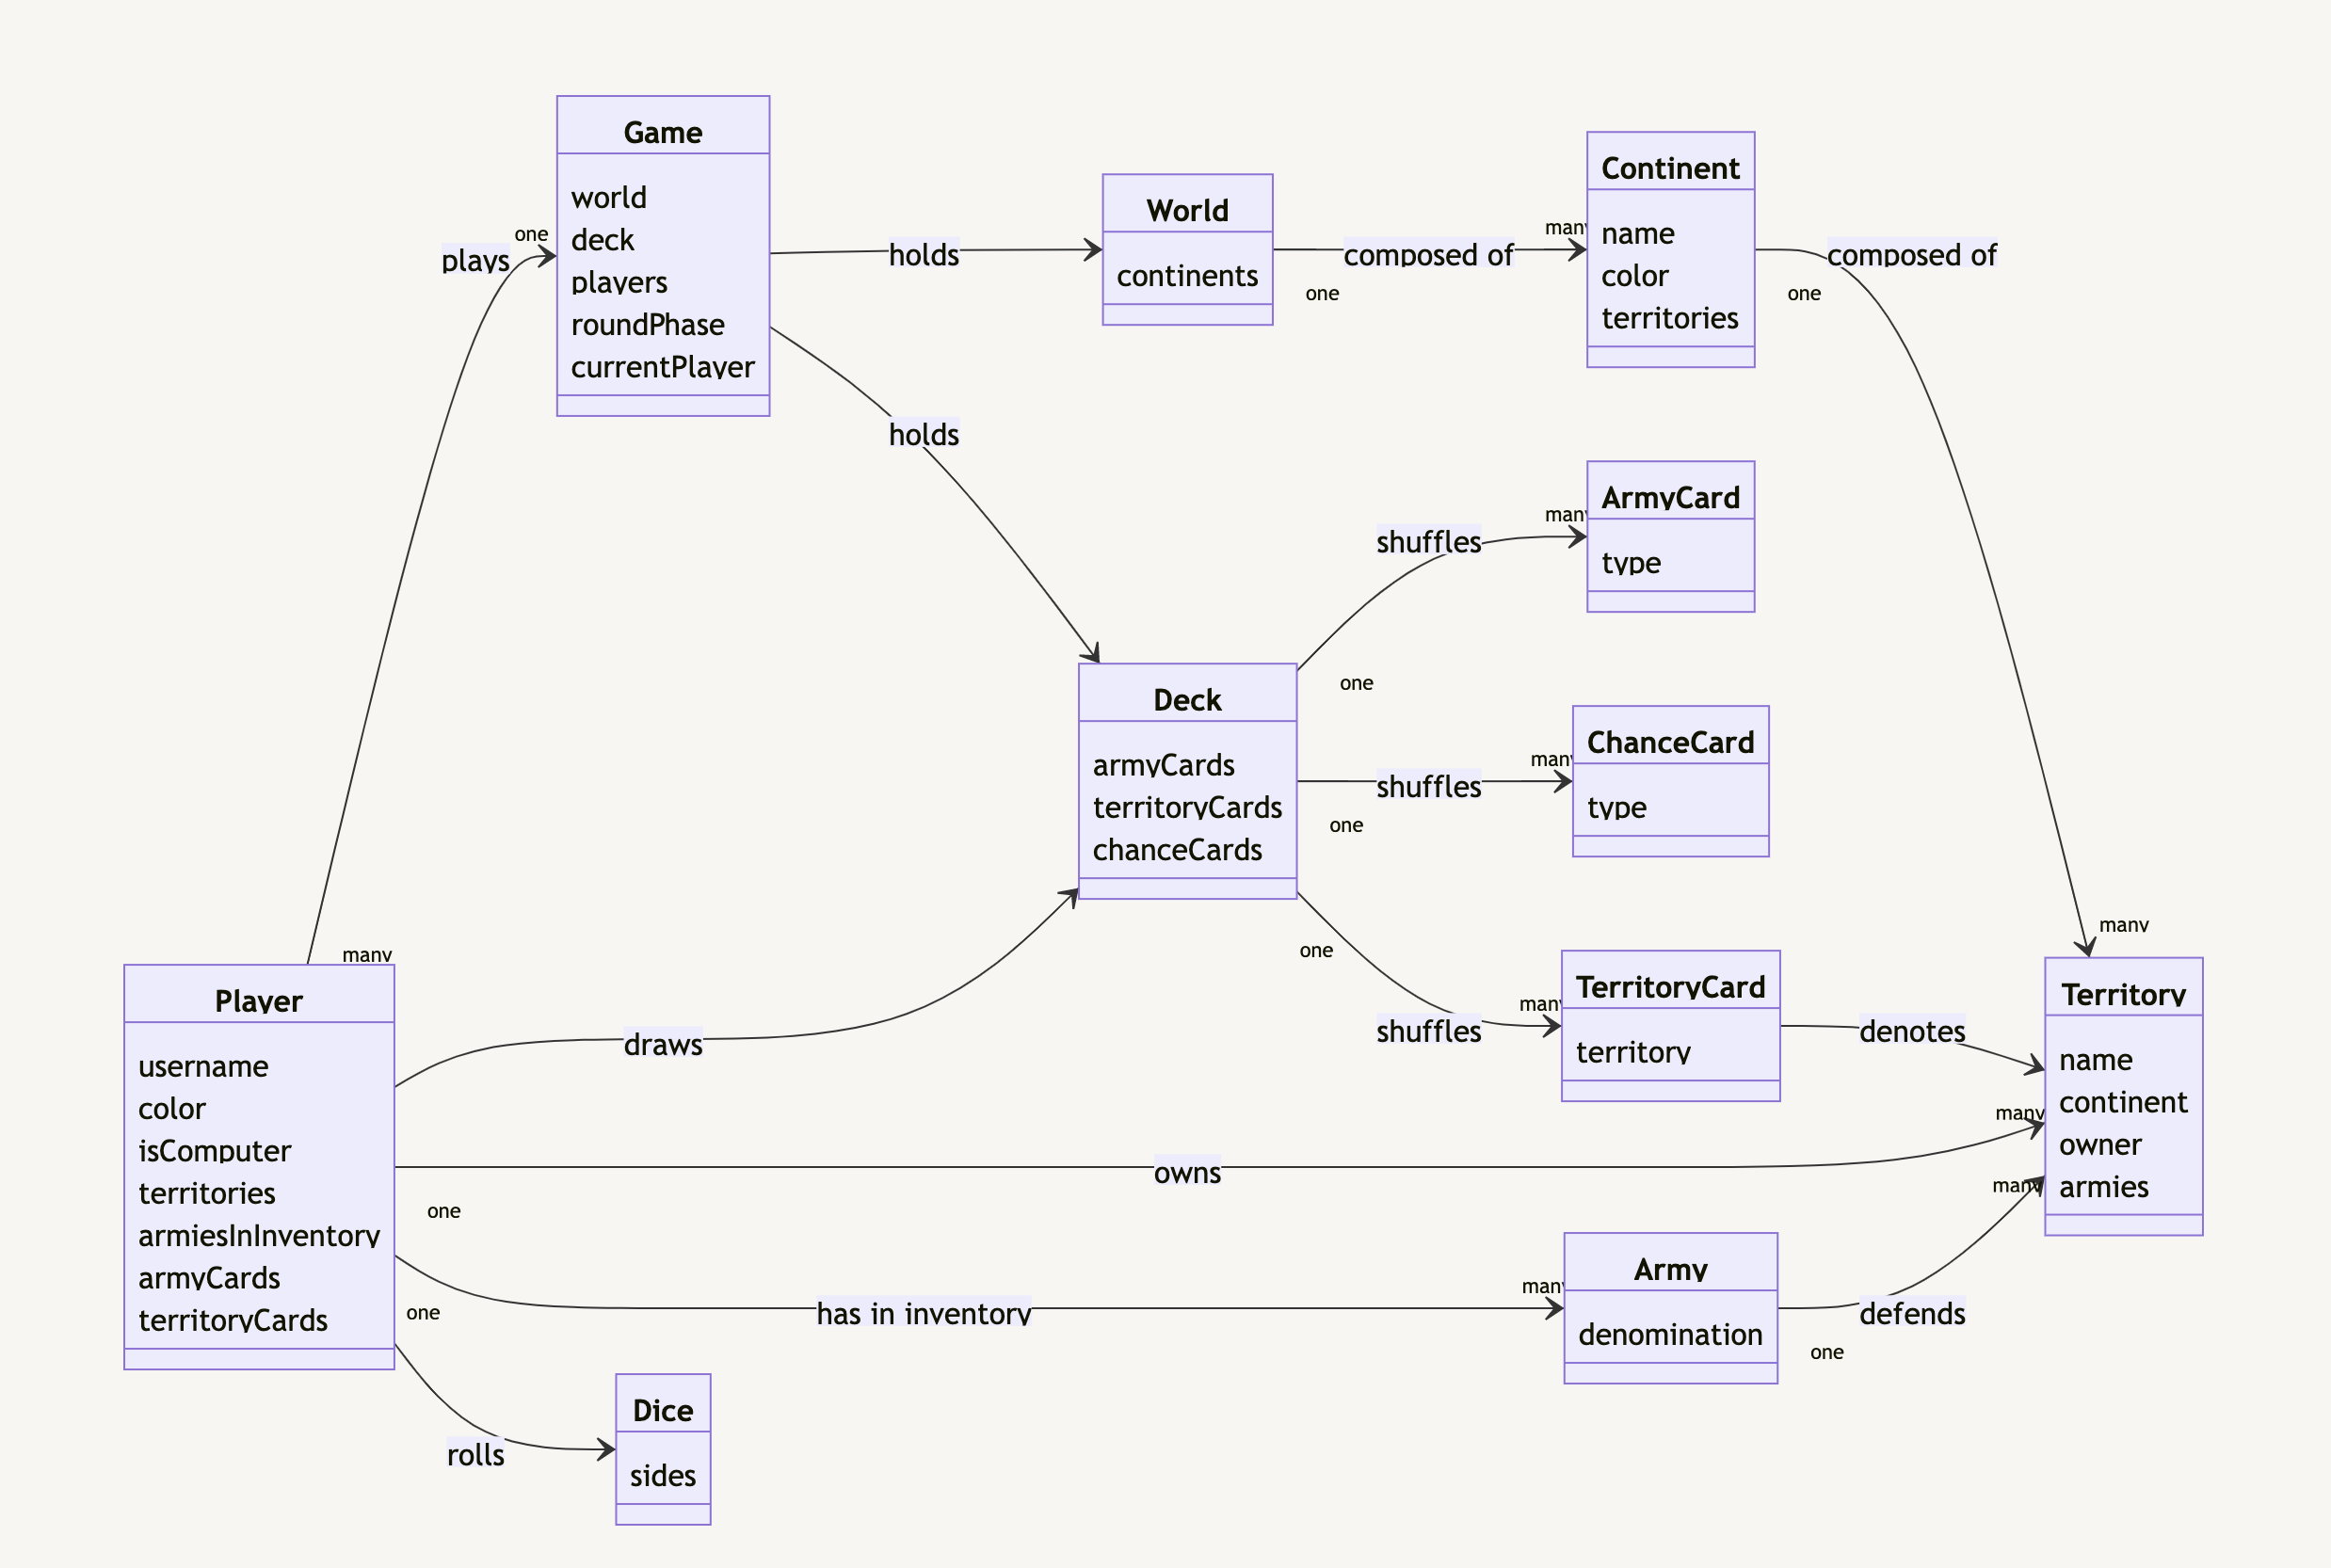 Game
world
deck
players
roundPhase
currentPlayer
plays
one
holds
World
continents
composed of
many
one
Continent
name
color
territories
composed of
one
holds
ArmyCard
type
shuffles
many
one
Deck
armyCards
territoryCards
chanceCards
ChanceCard
type
shuffles
many
one
TerritoryCard
territory
shuffles
many
one
denotes
many
Territory
name
continent
owner
armies
many
many
many
Player
username
color
isComputer
territories
armiesInInventory
armyCards
territoryCards
draws
owns
one
has in inventory
one
many
Army
denomination
defends
one
rolls
Dice
sides